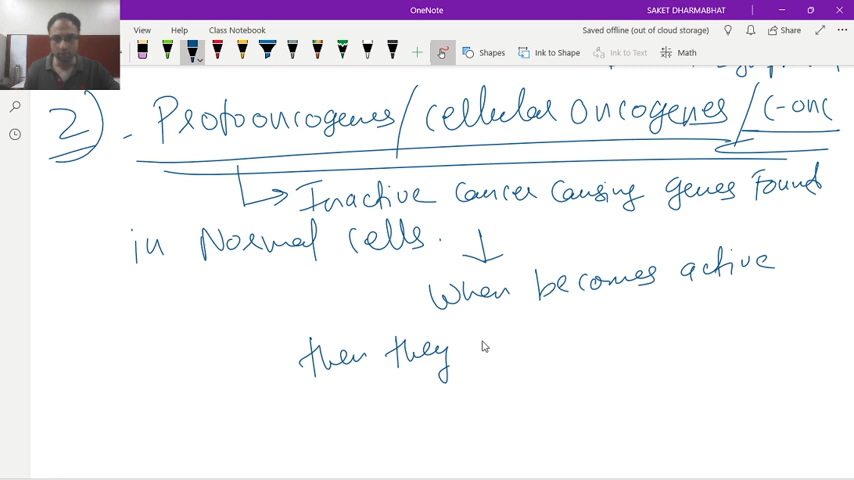 OneNote
SAKET DHARMABHAT
View Help Class Notebook
Saved offline (out of cloud storage)
Share
Shapes
Ink to Shape
Ink to Text
Math
2). Protooncogenes/cellular oncogenes/c-onc
Inactive cancer causing genes found
in Normal cells.
When becomes active
then they